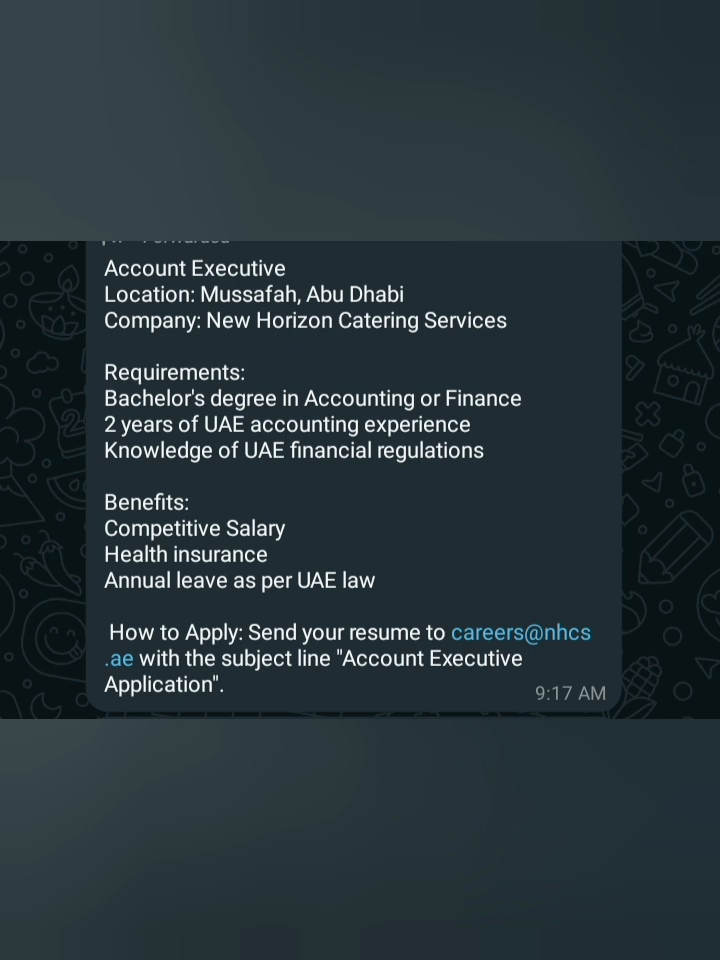 Account Executive
Location: Mussafah, Abu Dhabi
Company: New Horizon Catering Services
Requirements:
Bachelor's degree in Accounting or Finance
2 years of UAE accounting experience
Knowledge of UAE financial regulations
Benefits:
Competitive Salary
Health insurance
Annual leave as per UAE law
How to Apply: Send your resume to careers@nhcs
.ae with the subject line "Account Executive
Application".
9:17 AM